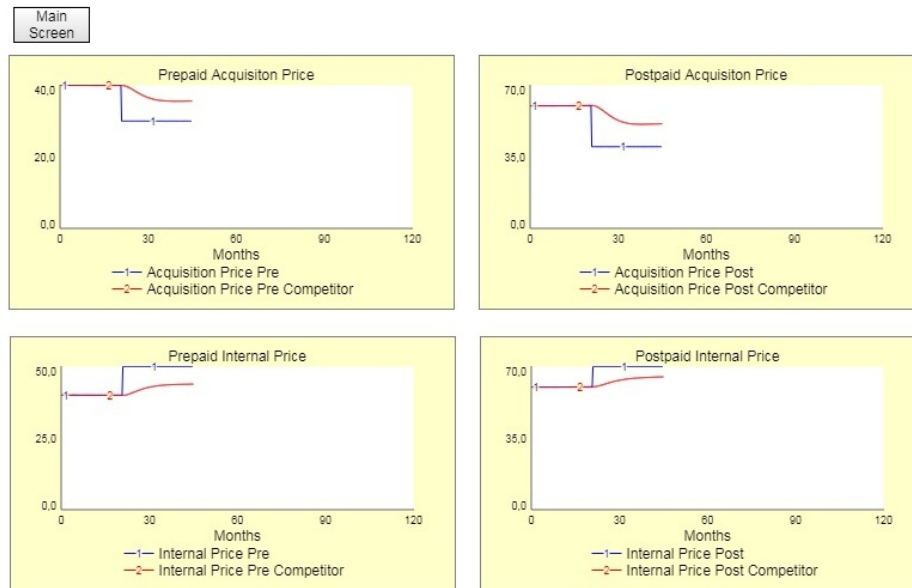 Main
Screen
Prepaid Acquisiton Price
40,0
20,0
0,0
0 30 60 90 120
Months
1 Acquisition Price Pre
2 Acquisition Price Pre Competitor
Postpaid Acquisiton Price
70,0
35,0
0,0
0 30 60 90 120
Months
1 Acquisition Price Post
2 Acquisition Price Post Competitor
Prepaid Internal Price
50,0
25,0
0,0
0 30 60 90 120
Months
1 Internal Price Pre
2 Internal Price Pre Competitor
Postpaid Internal Price
70,0
35,0
0,0
0 30 60 90 120
Months
1 Internal Price Post
2 Internal Price Post Competitor